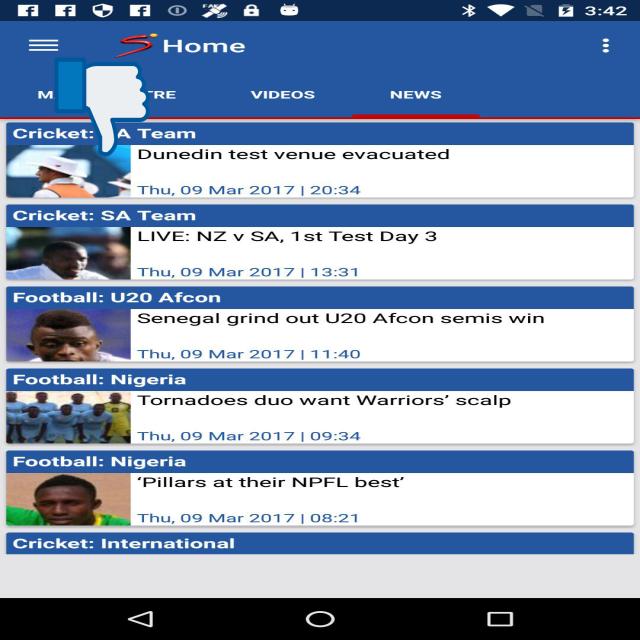 3:42
Home
M TRE VIDEOS NEWS
Cricket: A Team
Dunedin test venue evacuated
Thu, 09 Mar 2017 | 20:34
Cricket: SA Team
LIVE: NZ v SA, 1st Test Day 3
Thu, 09 Mar 2017 | 13:31
Football: U20 Afcon
Senegal grind out U20 Afcon semis win
Thu, 09 Mar 2017 | 11:40
Football: Nigeria
Tornadoes duo want Warriors’ scalp
Thu, 09 Mar 2017 | 09:34
Football: Nigeria
‘Pillars at their NPFL best’
Thu, 09 Mar 2017 | 08:21
Cricket: International